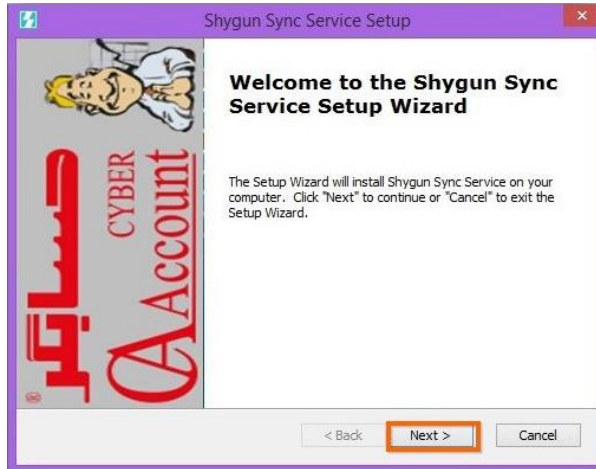 Shygun Sync Service Setup
Welcome to the Shygun Sync
Service Setup Wizard
The Setup Wizard will install Shygun Sync Service on your
computer. Click "Next" to continue or "Cancel" to exit the
Setup Wizard.
CYBER
Account
< Back
Next >
Cancel